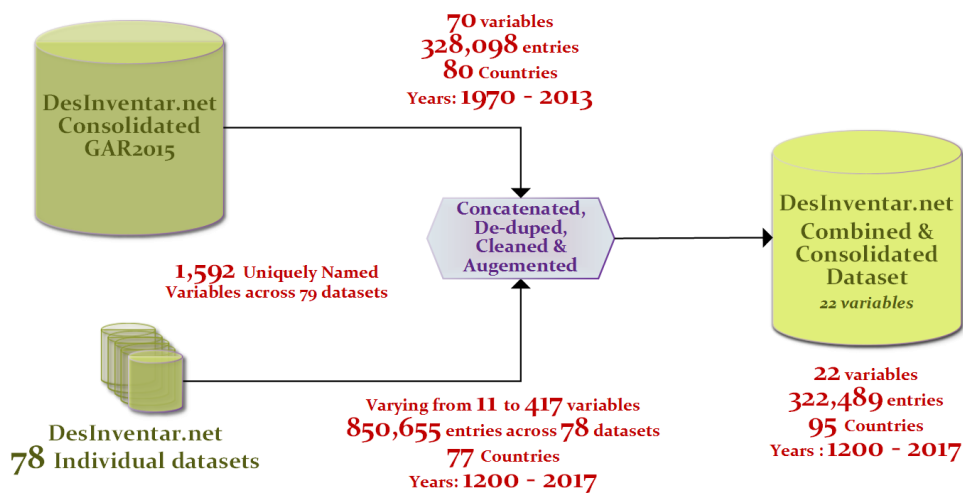 70 variables
328,098 entries
80 Countries
Years: 1970 - 2013
DesInventar.net
Consolidated
GAR2015
Concatenated,
De-duped,
Cleaned &
Augemented
DesInventar.net
Combined &
Consolidated
Dataset
22 variables
1,592 Uniquely Named
Variables across 79 datasets
DesInventar.net
78 Individual datasets
Varying from 11 to 417 variables
850,655 entries across 78 datasets
77 Countries
Years: 1200 - 2017
22 variables
322,489 entries
95 Countries
Years : 1200 - 2017